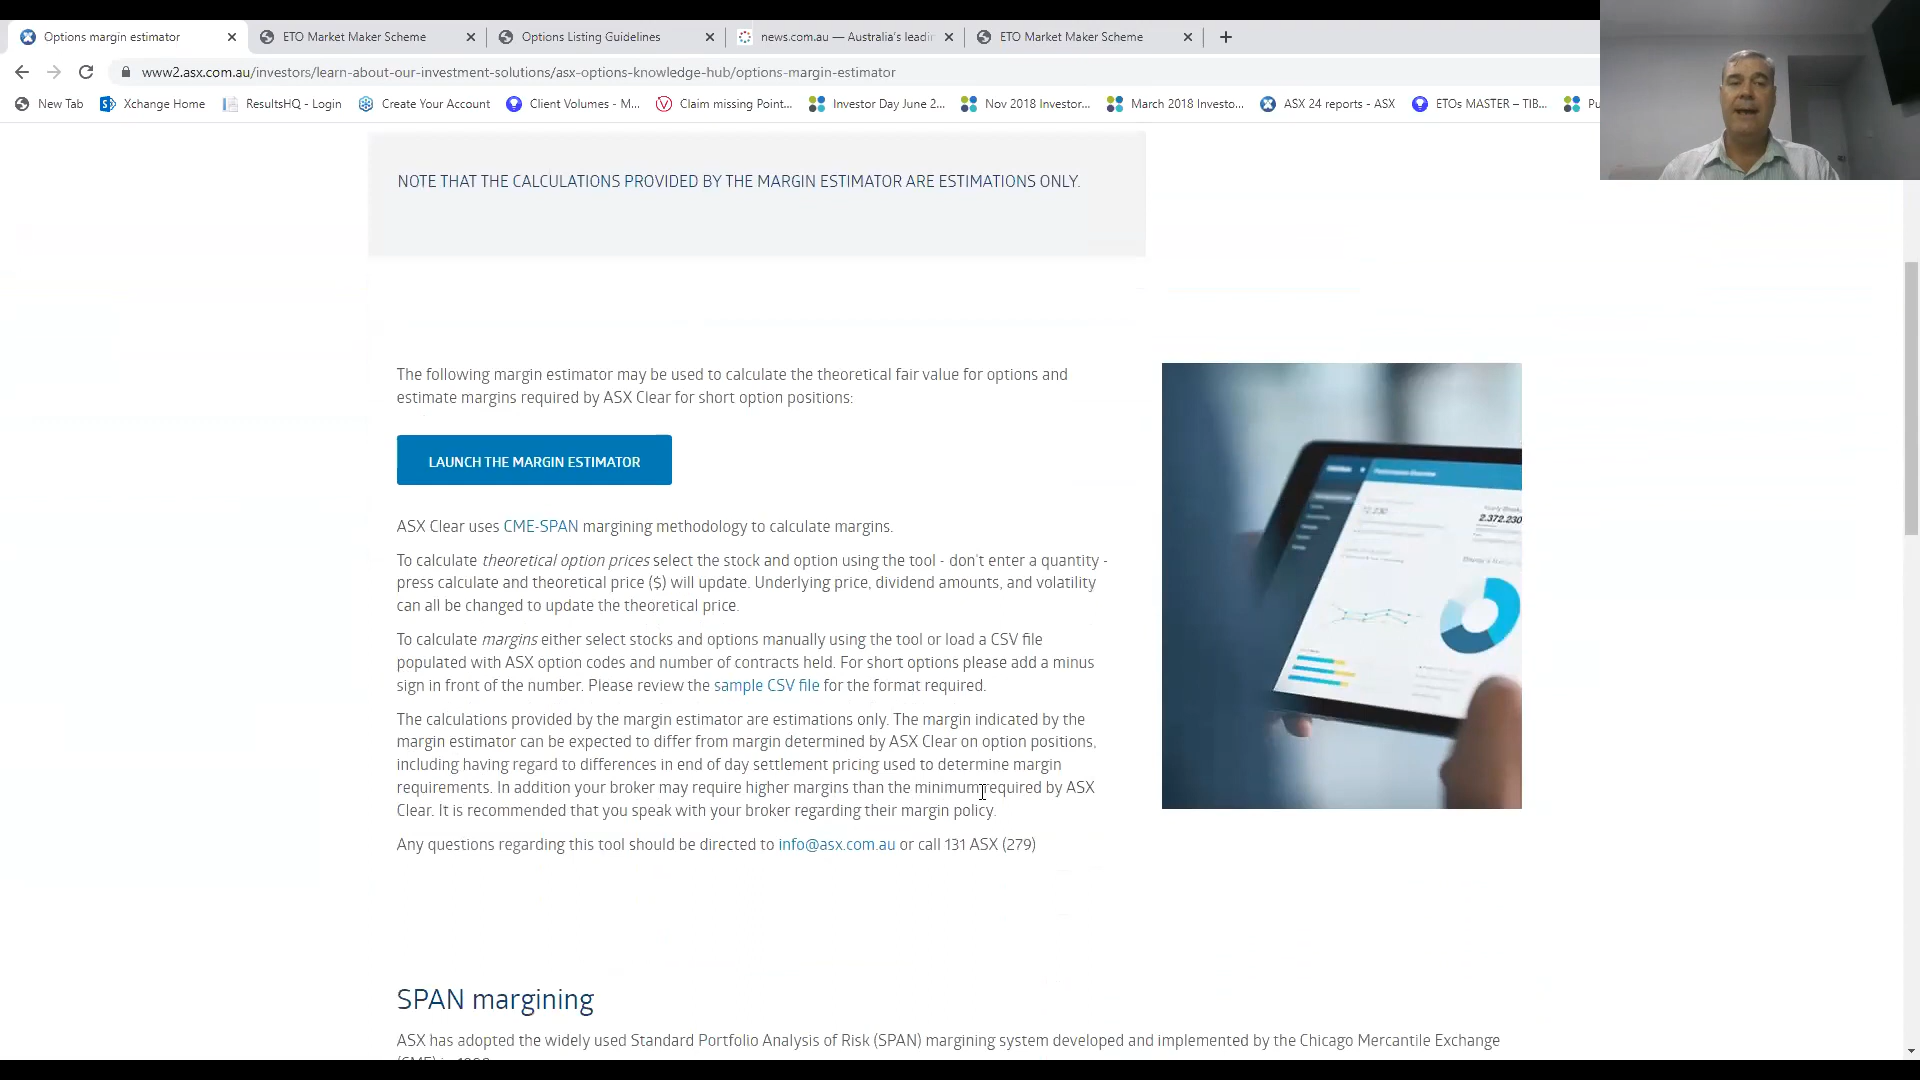 Options margin estimator
ETO Market Maker Scheme
Options Listing Guidelines
news.com.au — Australia's leadi
ETO Market Maker Scheme
www2.asx.com.au/investors/learn-about-our-investment-solutions/asx-options-knowledge-hub/options-margin-estimator
New Tab
Xchange Home
ResultsHQ - Login
Create Your Account
Client Volumes - M...
Claim missing Point...
Investor Day June 2...
Nov 2018 Investor...
March 2018 Investo...
ASX 24 reports - ASX
ETOs MASTER – TIB...
Pu
NOTE THAT THE CALCULATIONS PROVIDED BY THE MARGIN ESTIMATOR ARE ESTIMATIONS ONLY.
The following margin estimator may be used to calculate the theoretical fair value for options and
estimate margins required by ASX Clear for short option positions:
LAUNCH THE MARGIN ESTIMATOR
ASX Clear uses CME-SPAN margining methodology to calculate margins.
To calculate theoretical option prices select the stock and option using the tool - don't enter a quantity -
press calculate and theoretical price ($) will update. Underlying price, dividend amounts, and volatility
can all be changed to update the theoretical price.
To calculate margins either select stocks and options manually using the tool or load a CSV file
populated with ASX option codes and number of contracts held. For short options please add a minus
sign in front of the number. Please review the sample CSV file for the format required.
The calculations provided by the margin estimator are estimations only. The margin indicated by the
margin estimator can be expected to differ from margin determined by ASX Clear on option positions,
including having regard to differences in end of day settlement pricing used to determine margin
requirements. In addition your broker may require higher margins than the minimum required by ASX
Clear. It is recommended that you speak with your broker regarding their margin policy.
Any questions regarding this tool should be directed to info@asx.com.au or call 131 ASX (279)
2.372.230
SPAN margining
ASX has adopted the widely used Standard Portfolio Analysis of Risk (SPAN) margining system developed and implemented by the Chicago Mercantile Exchange